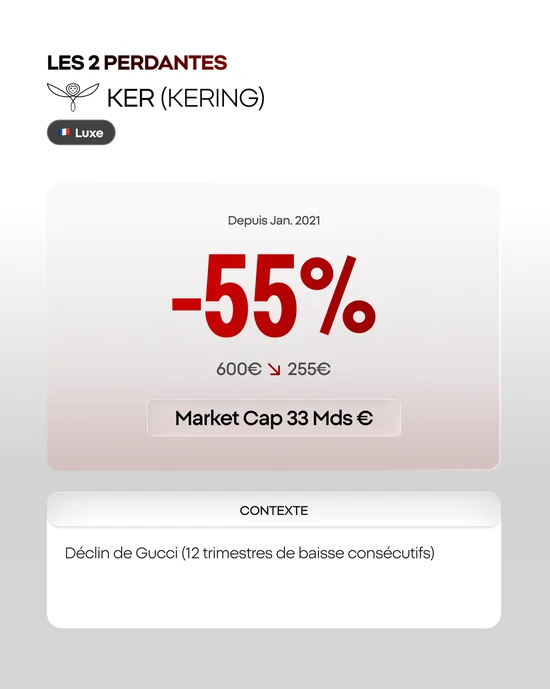 LES 2 PERDANTES
KER (KERING)
Luxe
Depuis Jan. 2021
-55%
600€ ↘ 255€
Market Cap 33 Mds €
CONTEXTE
Déclin de Gucci (12 trimestres de baisse consécutifs)